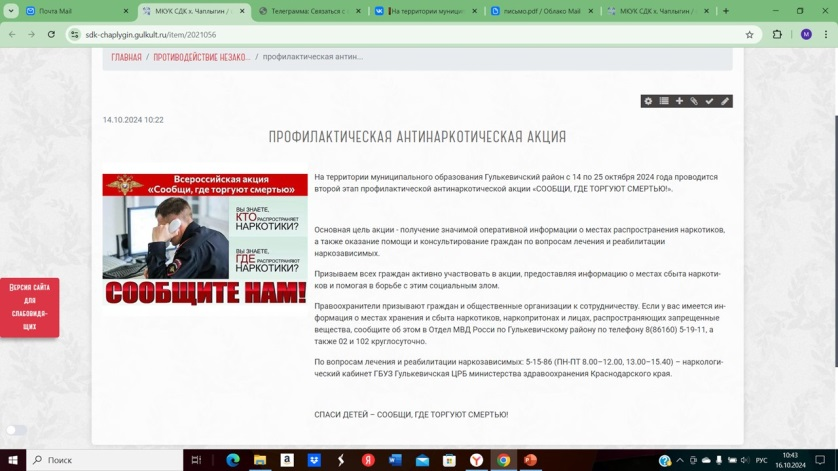 Почта Mail
МКУК СДК х. Чаплыгин /
Телеграмма: Связаться с
На территории муници
письмо.pdf / Облако Mail
МКУК СДК х. Чаплыгин /
sdk-chaplygin.gulkult.ru/item/2021056
ГЛАВНАЯ / ПРОТИВОДЕЙСТВИЕ НЕЗАКО... / профилактическая антин...
14.10.2024 10:22
ПРОФИЛАКТИЧЕСКАЯ АНТИНАРКОТИЧЕСКАЯ АКЦИЯ
Всероссийская акция
«Сообщи, где торгуют смертью»
ВЫ ЗНАЕТЕ,
КТО
РАСПРОСТРАНЯЕТ
НАРКОТИКИ?
ВЫ ЗНАЕТЕ,
ГДЕ
РАСПРОСТРАНЯЮТ
НАРКОТИКИ?
СООБЩИТЕ НАМ!
На территории муниципального образования Гулькевичский район с 14 по 25 октября 2024 года проводится
второй этап профилактической антинаркотической акции «СООБЩИ, ГДЕ ТОРГУЮТ СМЕРТЬЮ!».
Основная цель акции - получение значимой оперативной информации о местах распространения наркотиков,
а также оказание помощи и консультирование граждан по вопросам лечения и реабилитации
наркозависимых.
Призываем всех граждан активно участвовать в акции, предоставляя информацию о местах сбыта наркоти-
ков и помогая в борьбе с этим социальным злом.
Правоохранители призывают граждан и общественные организации к сотрудничеству. Если у вас имеется ин-
формация о местах хранения и сбыта наркотиков, наркопритонах и лицах, распространяющих запрещенные
вещества, сообщите об этом в Отдел МВД Росси по Гулькевичскому району по телефону 8(86160) 5-19-11, а
также 02 и 102 круглосуточно.
По вопросам лечения и реабилитации наркозависимых: 5-15-86 (ПН-ПТ 8.00–12.00, 13.00–15.40) – нарколо-
гический кабинет ГБУЗ Гулькевичская ЦРБ министерства здравоохранения Краснодарского края.
СПАСИ ДЕТЕЙ – СООБЩИ, ГДЕ ТОРГУЮТ СМЕРТЬЮ!
Версия сайта
для
слабовидя-
щих
Поиск
РУС
10:43
16.10.2024